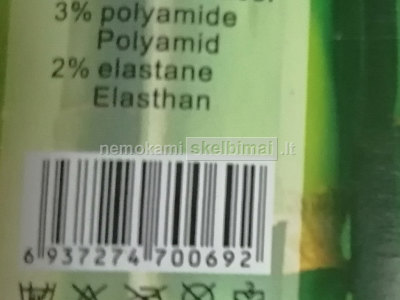 3% polyamide
Polyamid
2% elastane
Elasthan
nemokami skelbimai .lt
6 937274 700692